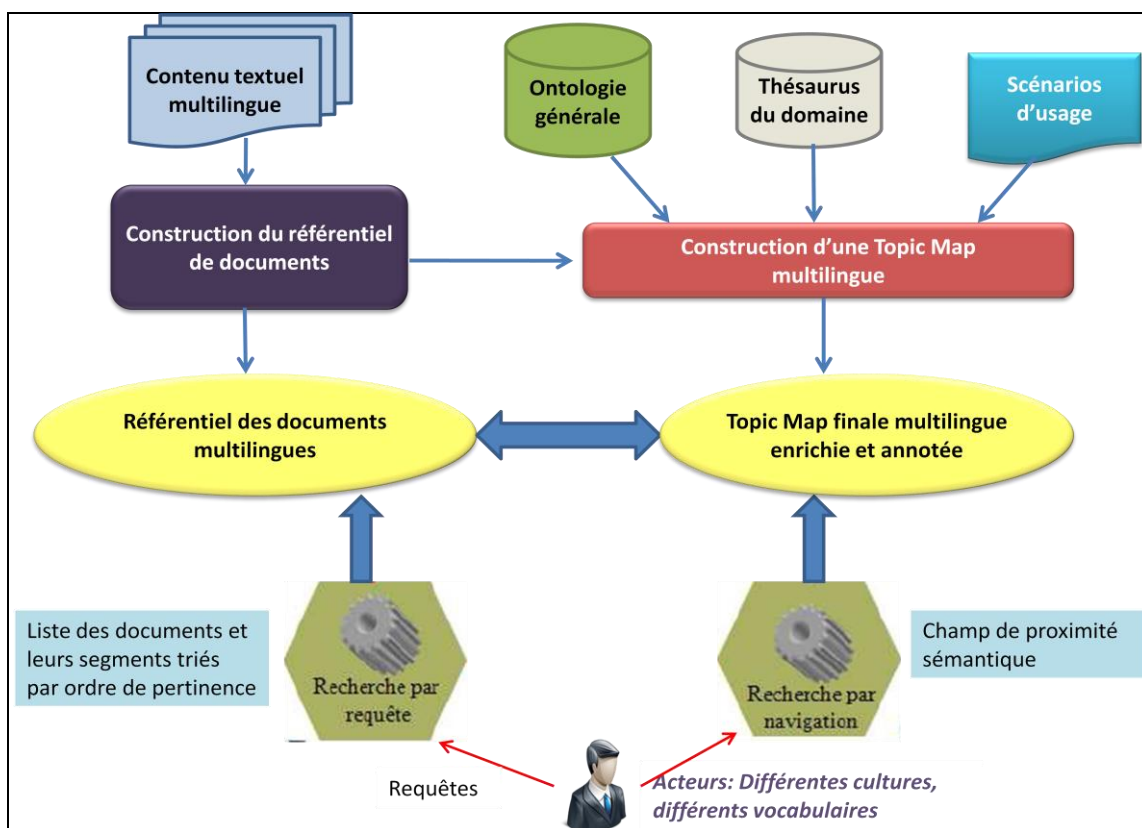 Contenu textuel
multilingue
Ontologie
générale
Thésaurus
du domaine
Scénarios
d'usage
Construction du référentiel
de documents
Construction d'une Topic Map
multilingue
Référentiel des documents
multilingues
Topic Map finale multilingue
enrichie et annotée
Liste des documents et
leurs segments triés
par ordre de pertinence
Recherche par
requête
Recherche par
navigation
Champ de proximité
sémantique
Requêtes
Acteurs: Différentes cultures,
différents vocabulaires